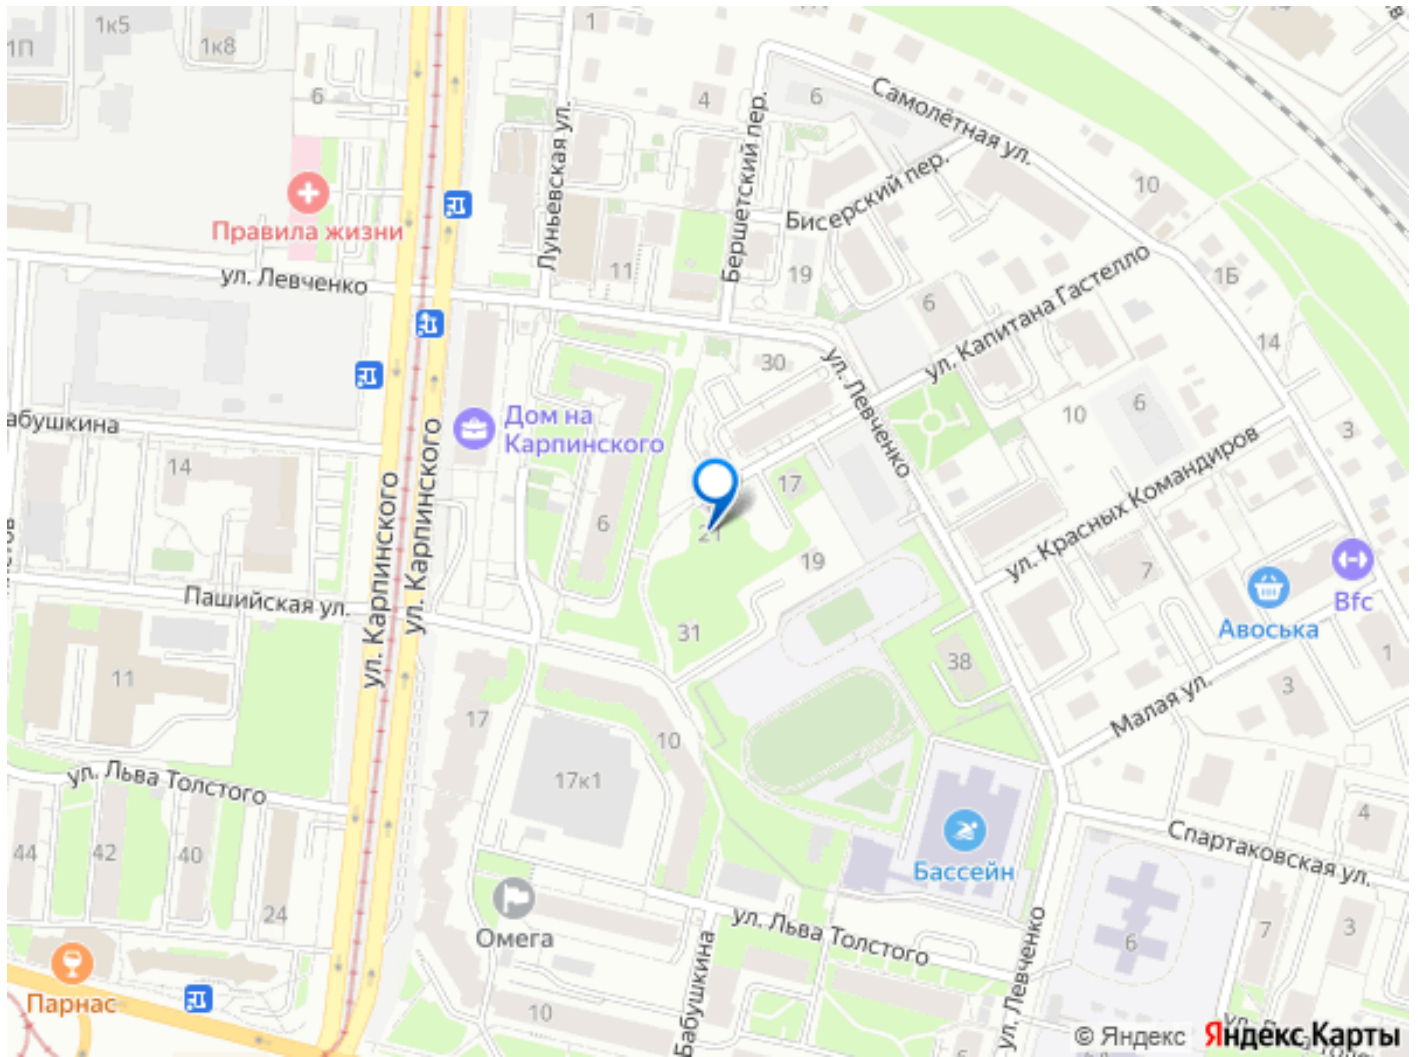 1к5
1к8
1П
1
6
4
6
Самолётная ул.
Луньевская ул.
Бершетский пер.
Бисерский пер.
10
Правила жизни
ул. Левченко
11
19
6
1Б
ул. Капитана Гастелло
14
30
ул. Левченко
Дом на
Карпинского
10
6
3
14
ул. Карпинского
ул. Карпинского
17
21
6
19
ул. Красных Командиров
7
Авоська
Bfc
Пашийская ул.
31
38
1
3
Малая ул.
11
17
10
17к1
ул. Льва Толстого
44
42
40
24
Бассейн
4
Спартаковская ул.
Омега
ул. Льва Толстого
Бабушкина
ул. Левченко
6
7
3
Парнас
10
© Яндекс Яндекс Карты